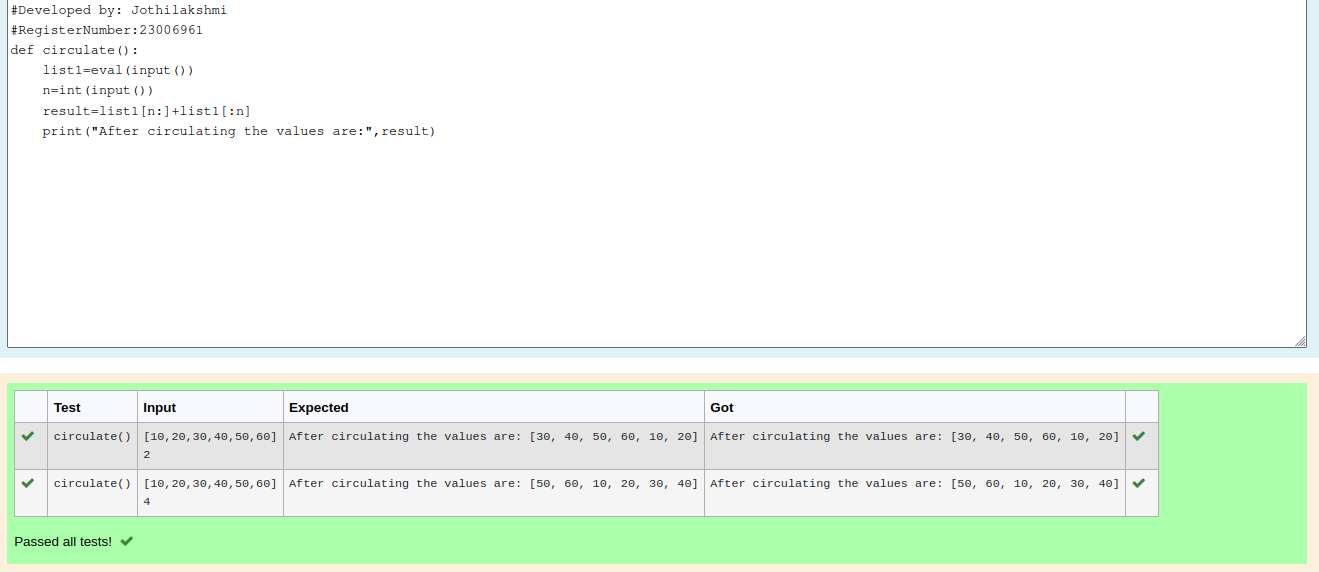 #Developed by: Jothilakshmi
#RegisterNumber:23006961
def circulate():
    list1=eval(input())
    n=int(input())
    result=list1[n:]+list1[:n]
    print("After circulating the values are:",result)
Test Input Expected Got
circulate() [10,20,30,40,50,60] After circulating the values are: [30, 40, 50, 60, 10, 20] After circulating the values are: [30, 40, 50, 60, 10, 20]
2
circulate() [10,20,30,40,50,60] After circulating the values are: [50, 60, 10, 20, 30, 40] After circulating the values are: [50, 60, 10, 20, 30, 40]
4
Passed all tests!